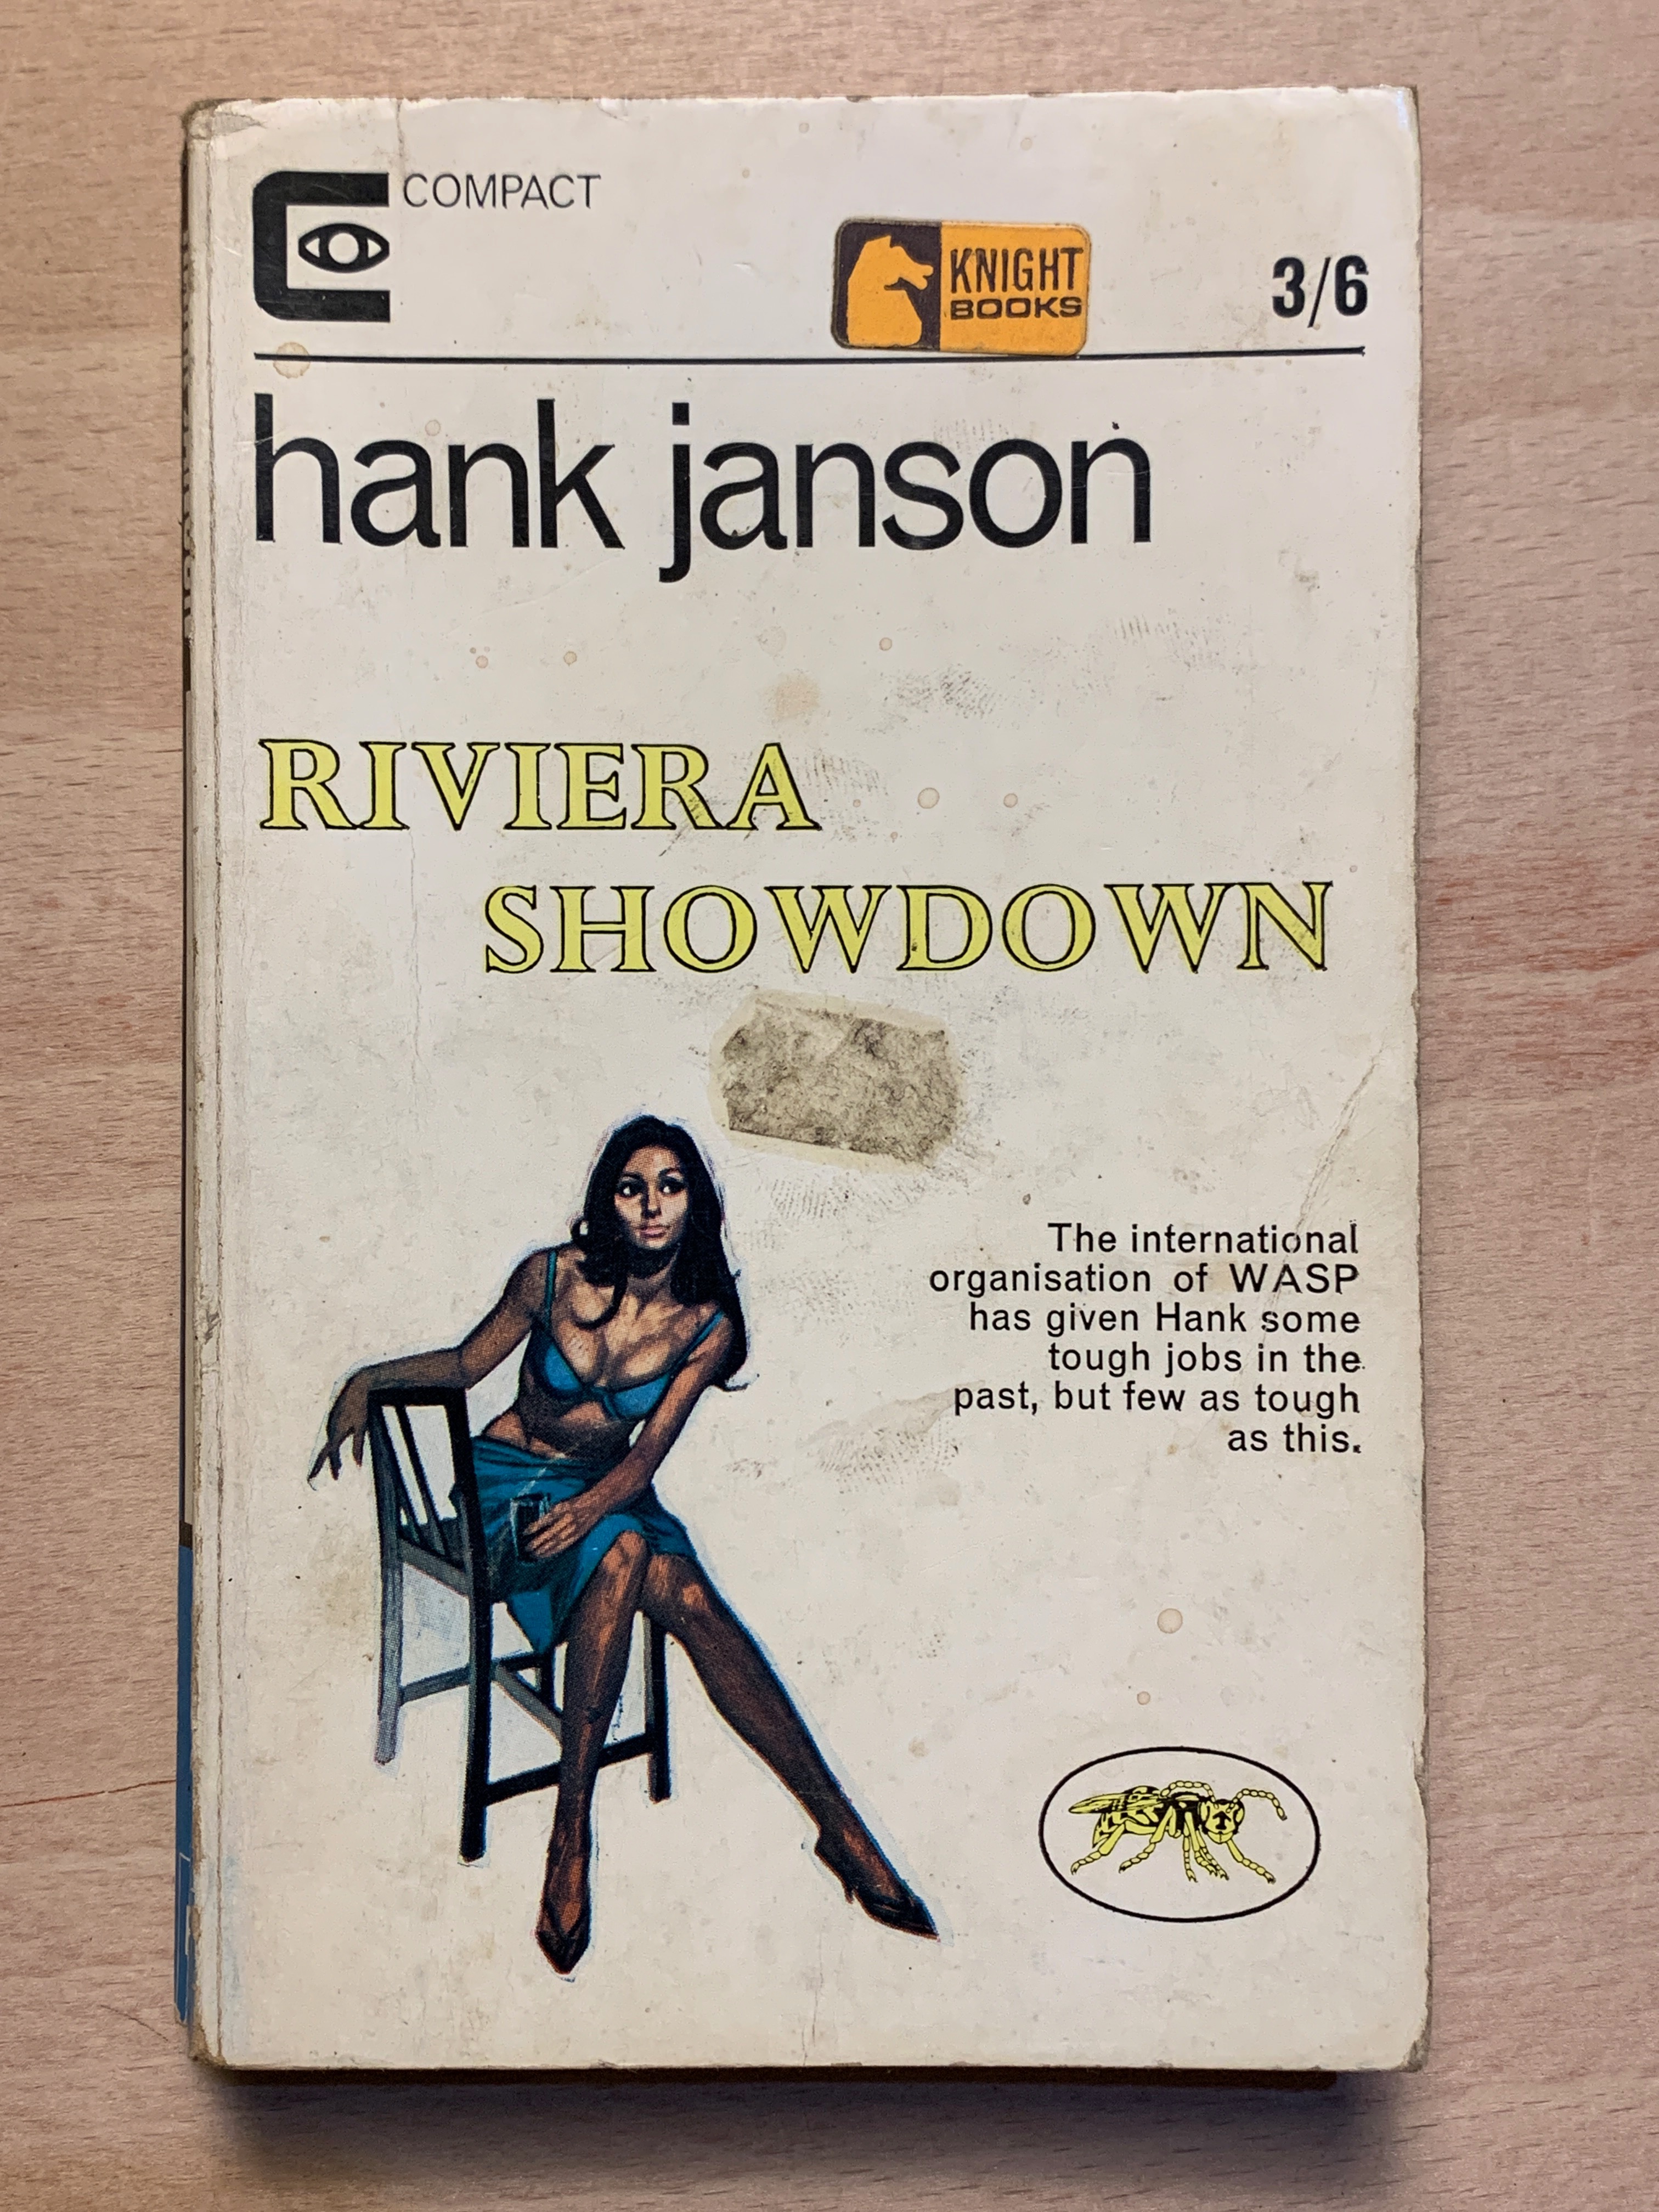 COMPACT
KNIGHT
BOOKS
3/6
hank janson
RIVIERA
SHOWDOWN
The international
organisation of WASP
has given Hank some
tough jobs in the
past, but few as tough
as this.